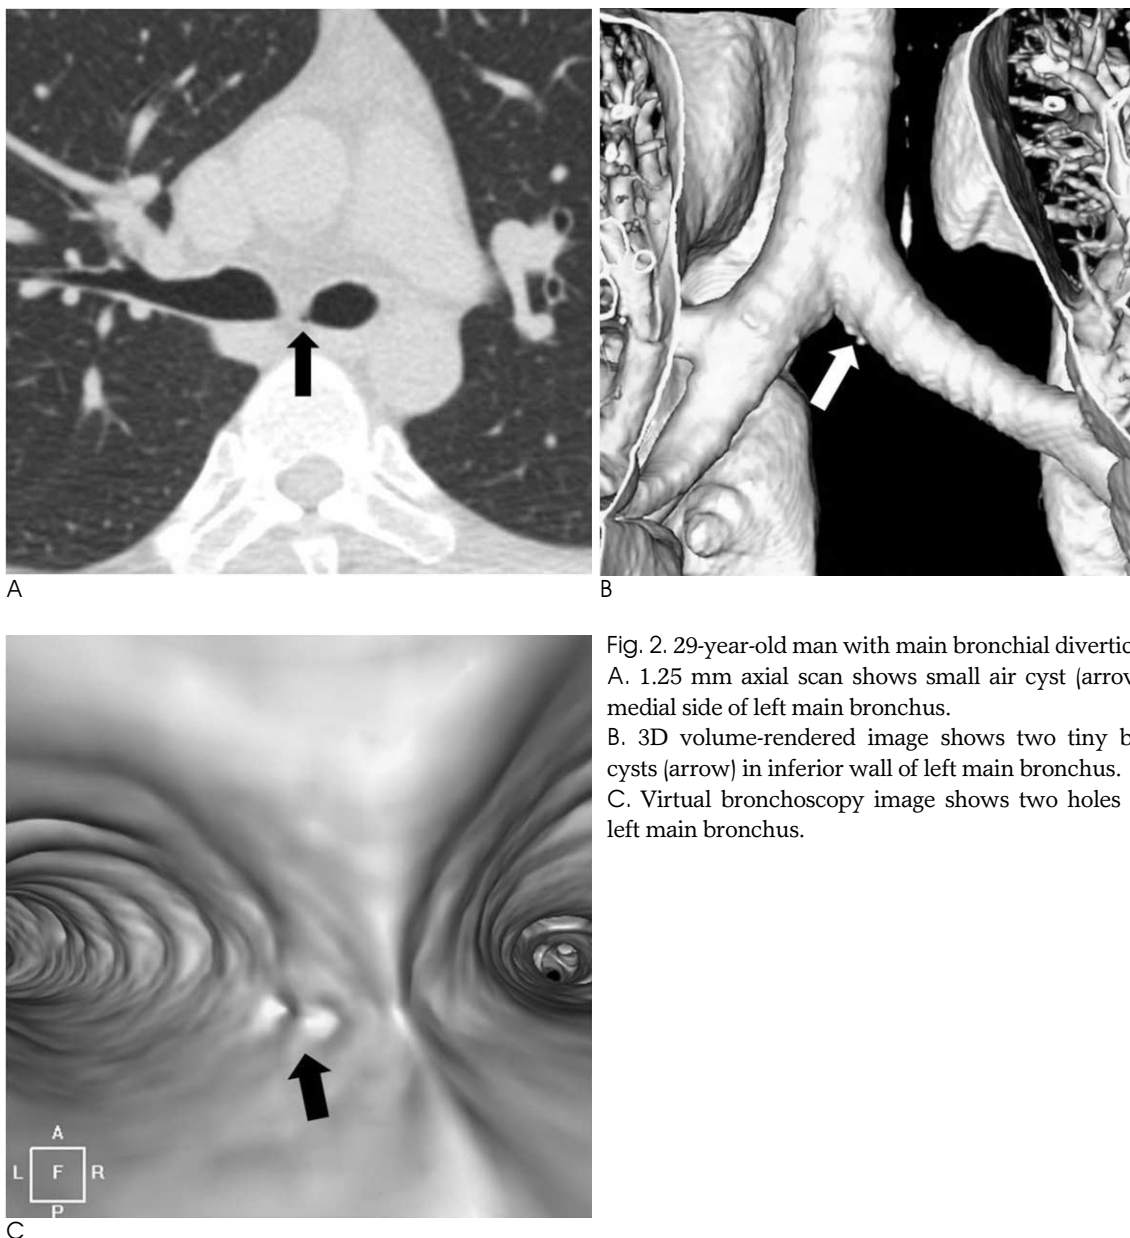 A
B
Fig. 2. 29-year-old man with main bronchial
A. 1.25 mm axial scan shows small air cyst
medial side of left main bronchus.
B. 3D volume-rendered image shows two tiny
cysts (arrow) in inferior wall of left main bronchus.
C. Virtual bronchoscopy image shows two holes
left main bronchus.
A
L F R
P
C